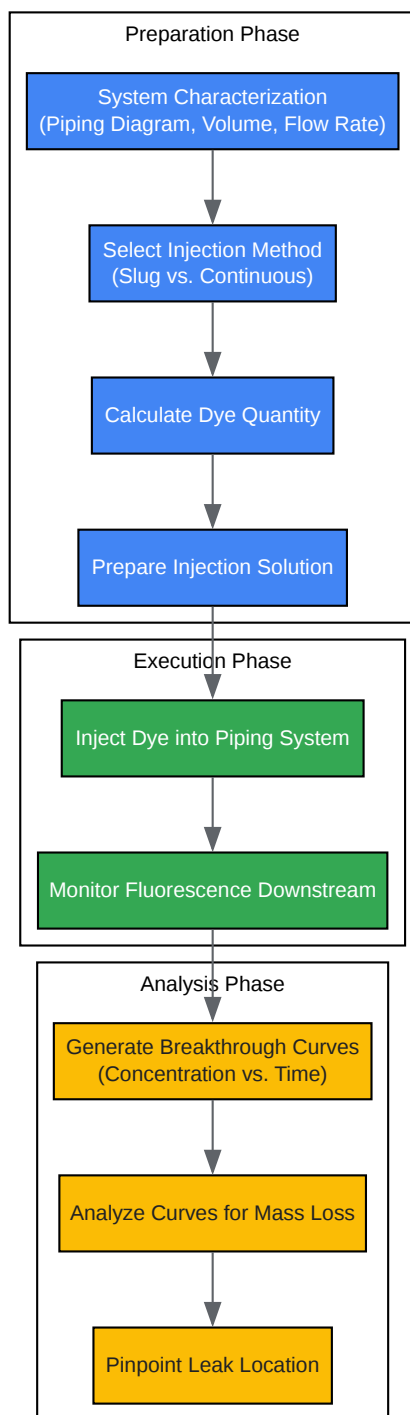 Preparation Phase
System Characterization
(Piping Diagram, Volume, Flow Rate)
Select Injection Method
(Slug vs. Continuous)
Calculate Dye Quantity
Prepare Injection Solution
Execution Phase
Inject Dye into Piping System
Monitor Fluorescence Downstream
Analysis Phase
Generate Breakthrough Curves
(Concentration vs. Time)
Analyze Curves for Mass Loss
Pinpoint Leak Location